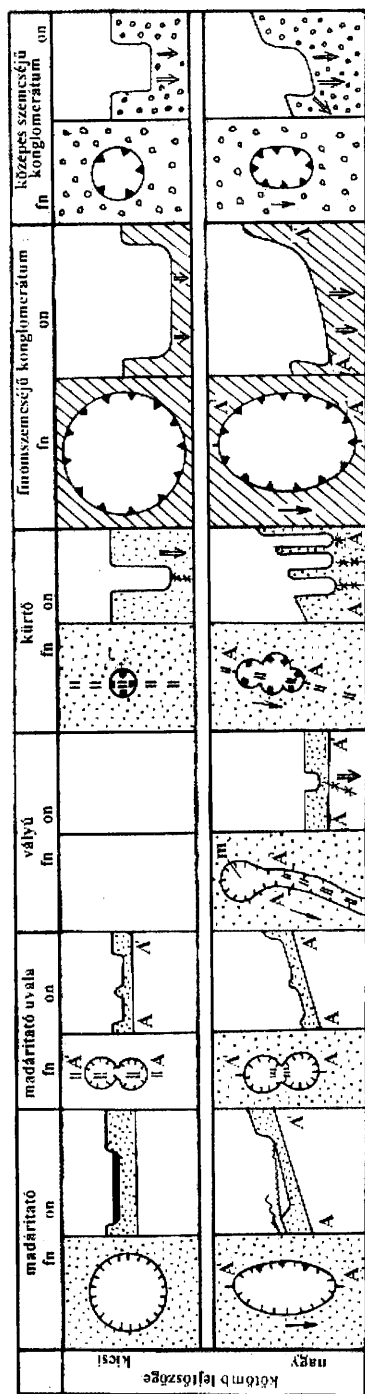 madáritató
madáritató uvala
vályú
kürtő
finomszemcséjű konglomerátum
közepes szemcséjű
konglomerátum
fn on fn on fn on fn on fn on fn on
kőtömb lejtőszöge
kicsi
A' A A A'
nagy
A' A A A'
A' A
m
A A' A A'
A' A A A'
A' A A A'